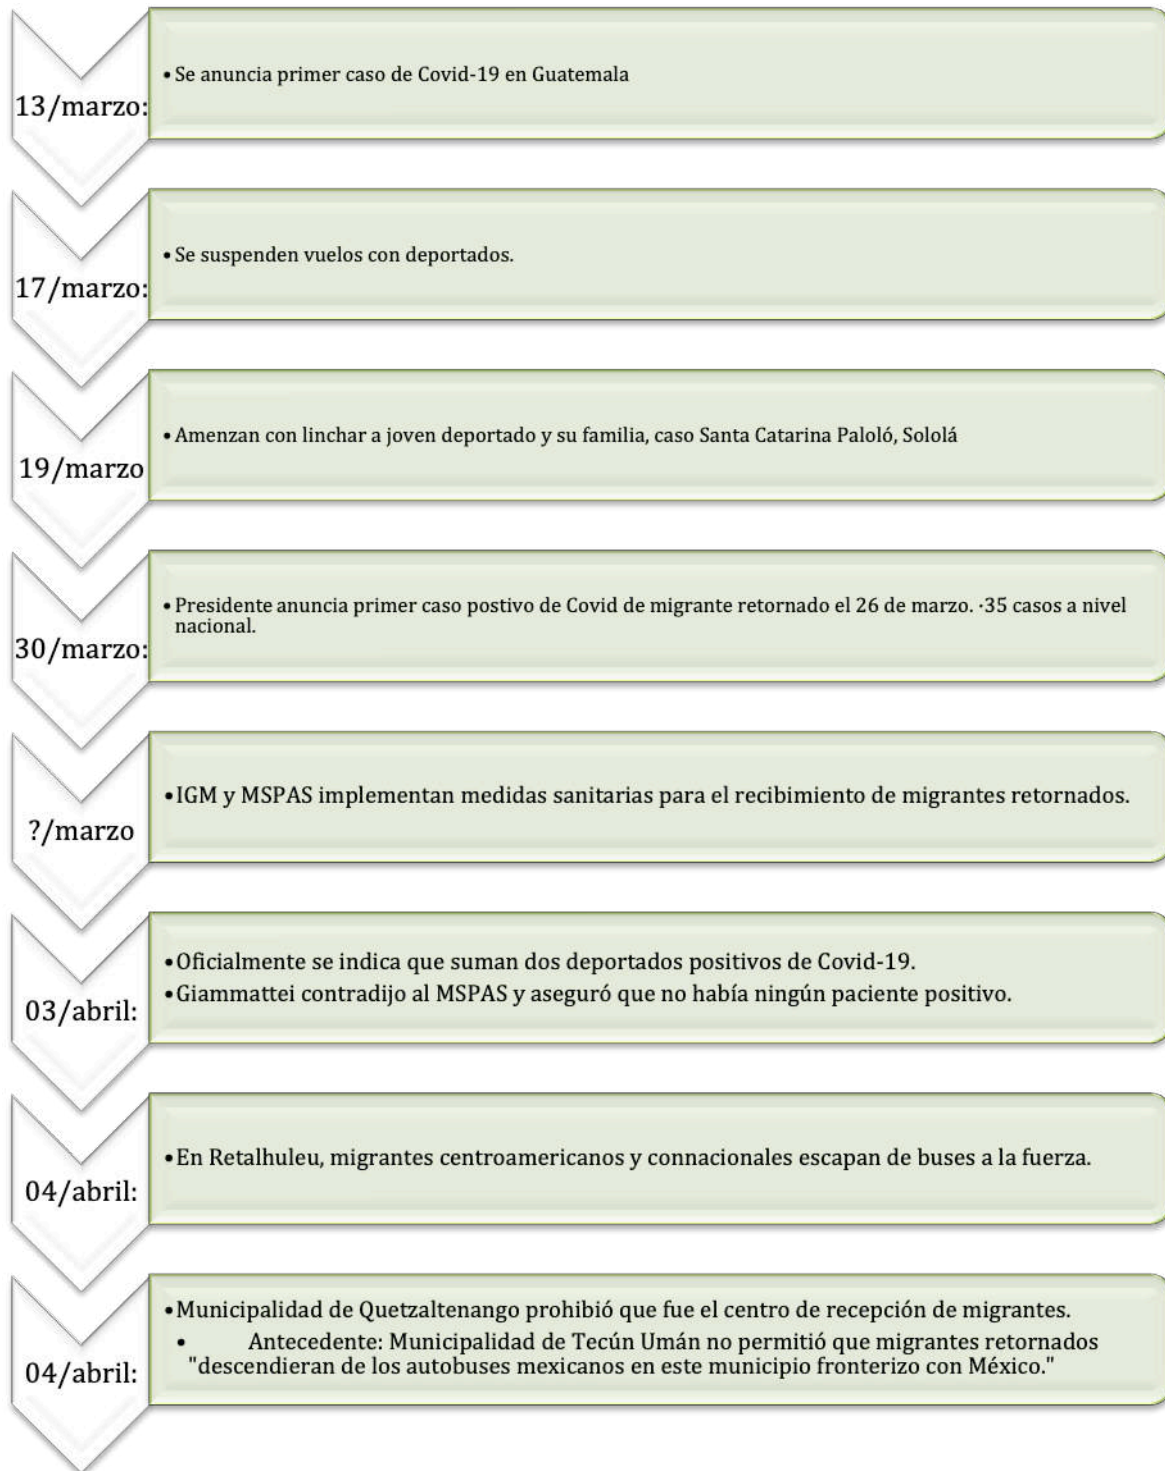 13/marzo:
• Se anuncia primer caso de Covid-19 en Guatemala
17/marzo:
• Se suspenden vuelos con deportados.
19/marzo
• Amenzan con linchar a joven deportado y su familia, caso Santa Catarina Paloló, Sololá
30/marzo:
• Presidente anuncia primer caso postivo de Covid de migrante retornado el 26 de marzo. ·35 casos a nivel
nacional.
?/marzo
• IGM y MSPAS implementan medidas sanitarias para el recibimiento de migrantes retornados.
03/abril:
• Oficialmente se indica que suman dos deportados positivos de Covid-19.
• Giammattei contradijo al MSPAS y aseguró que no había ningún paciente positivo.
04/abril:
• En Retalhuleu, migrantes centroamericanos y connacionales escapan de buses a la fuerza.
04/abril:
• Municipalidad de Quetzaltenango prohibió que fue el centro de recepción de migrantes.
• Antecedente: Municipalidad de Tecún Umán no permitió que migrantes retornados
"descendieran de los autobuses mexicanos en este municipio fronterizo con México."